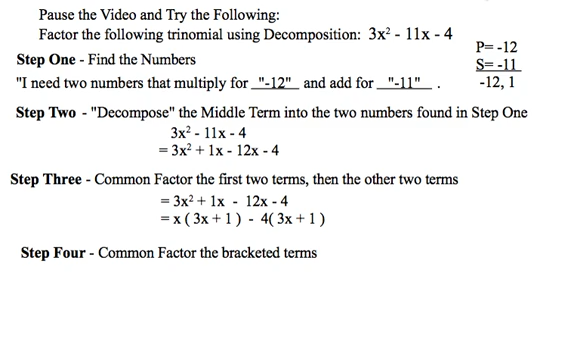 Pause the Video and Try the Following:
Factor the following trinomial using Decomposition: 3x² - 11x - 4
P= -12
Step One - Find the Numbers
S= -11
"I need two numbers that multiply for "-12" and add for "-11" .
-12, 1
Step Two - "Decompose" the Middle Term into the two numbers found in Step One
3x² - 11x - 4
= 3x² + 1x - 12x - 4
Step Three - Common Factor the first two terms, then the other two terms
= 3x² + 1x - 12x - 4
= x ( 3x + 1 ) - 4( 3x + 1 )
Step Four - Common Factor the bracketed terms